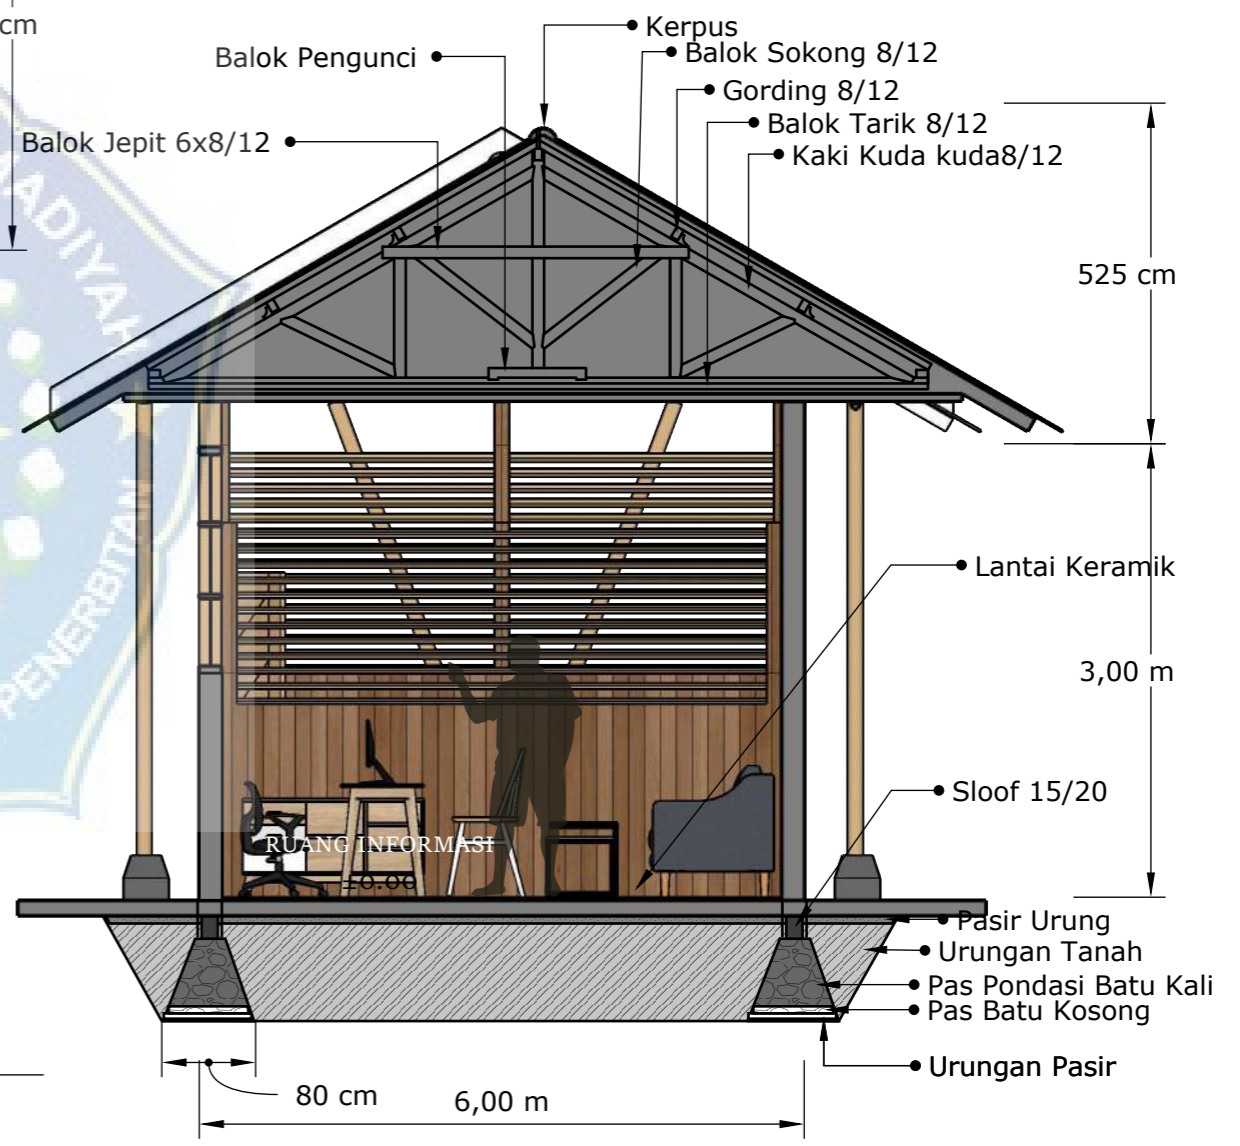 cm
Kerpus
Balok Pengunci
Balok Sokong 8/12
Gording 8/12
Balok Tarik 8/12
Balok Jepit 6x8/12
Kaki Kuda kuda8/12
ADIYAH
525 cm
PENERBITAN
Lantai Keramik
3,00 m
Sloof 15/20
RUANG INFORMASI
±0.00
Pasir Urung
Urungan Tanah
Pas Pondasi Batu Kali
Pas Batu Kosong
Urungan Pasir
80 cm
6,00 m